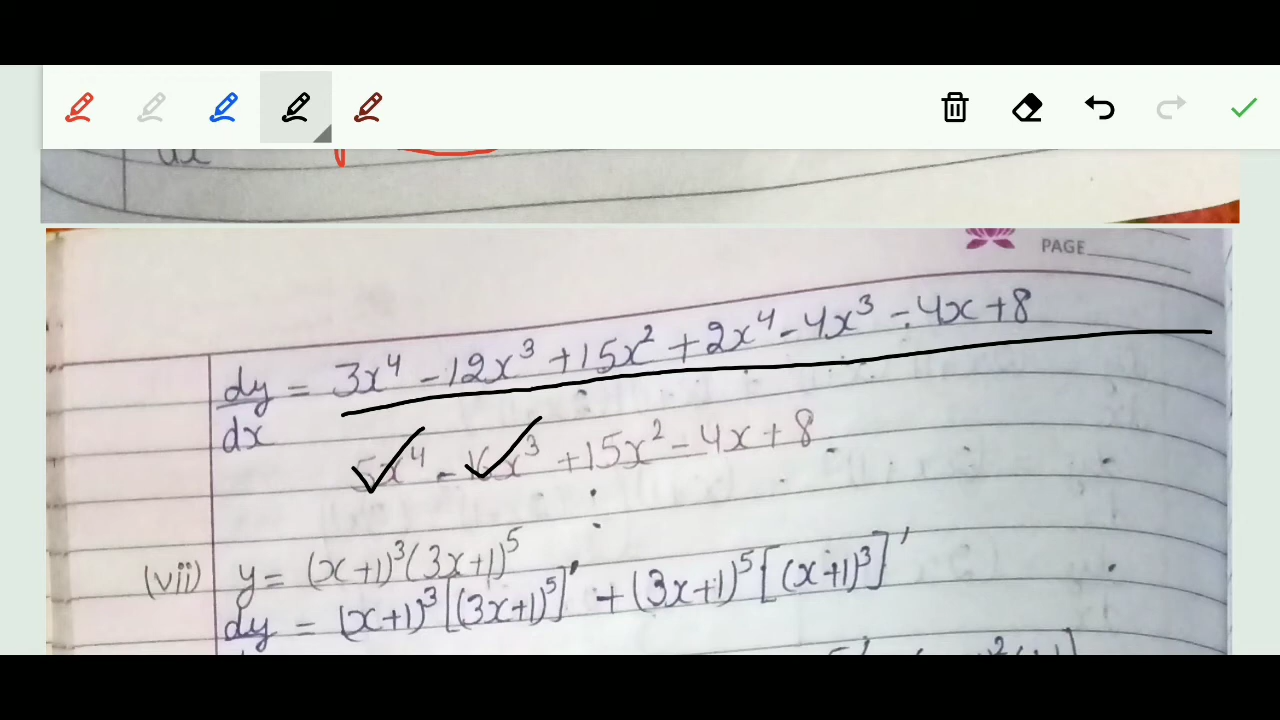 dx
PAGE
dy/dx = 3x⁴ - 12x³ + 15x² + 2x⁴ - 4x³ - 4x + 8
5x⁴ - 16x³ + 15x² - 4x + 8
(vii) y = (x+1)³(3x+1)⁵
dy = (x+1)³[(3x+1)⁵]' + (3x+1)⁵[(x+1)³]'